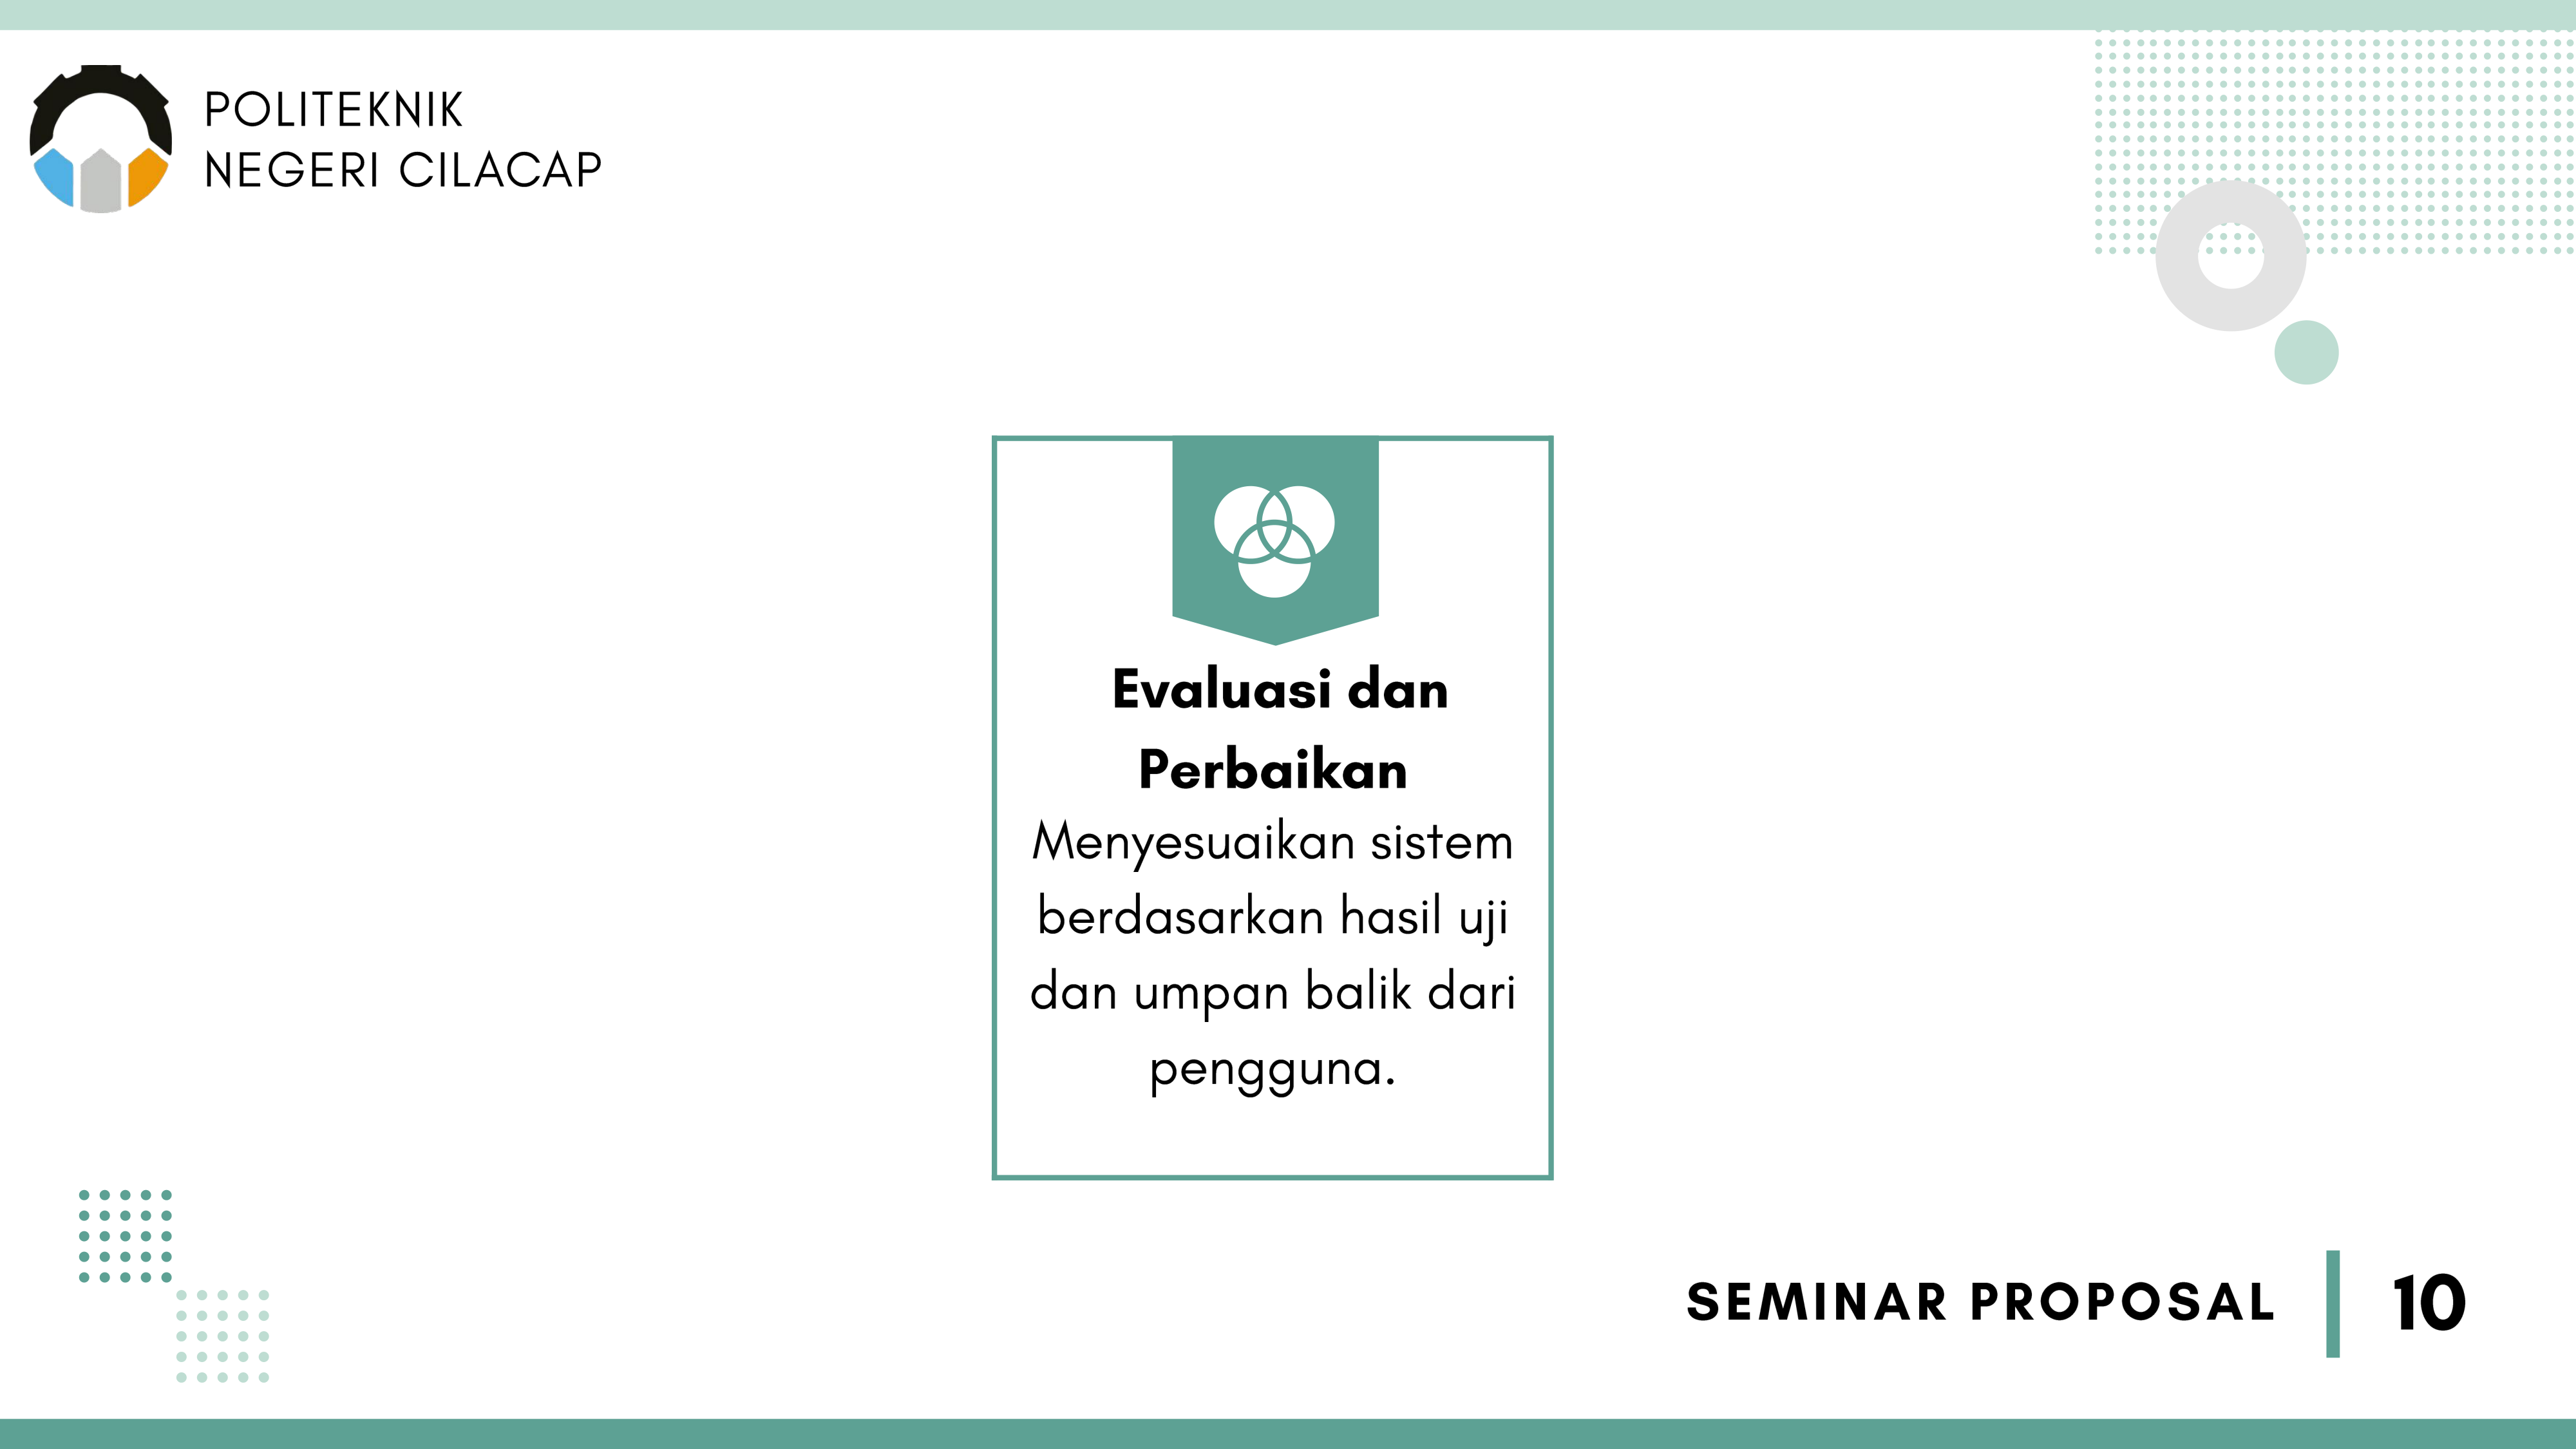 POLITEKNIK
NEGERI CILACAP
Evaluasi dan
Perbaikan
Menyesuaikan sistem
berdasarkan hasil uji
dan umpan balik dari
pengguna.
SEMINAR PROPOSAL
10